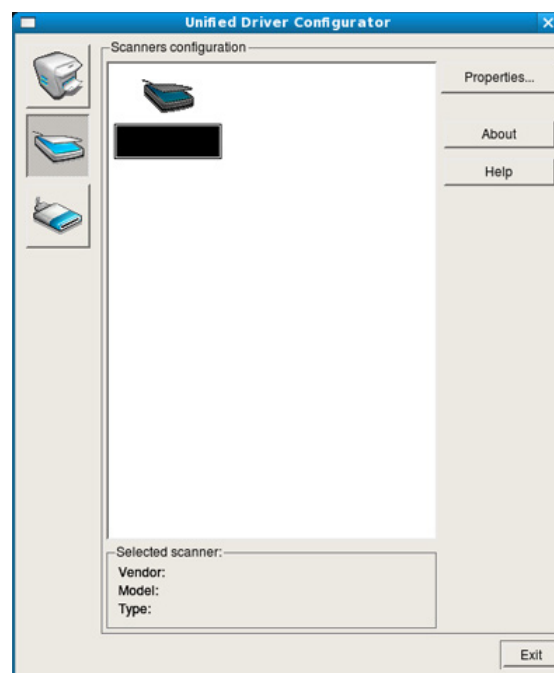 Unified Driver Configurator
Scanners configuration
Properties...
About
Help
Selected scanner:
Vendor:
Model:
Type:
Exit